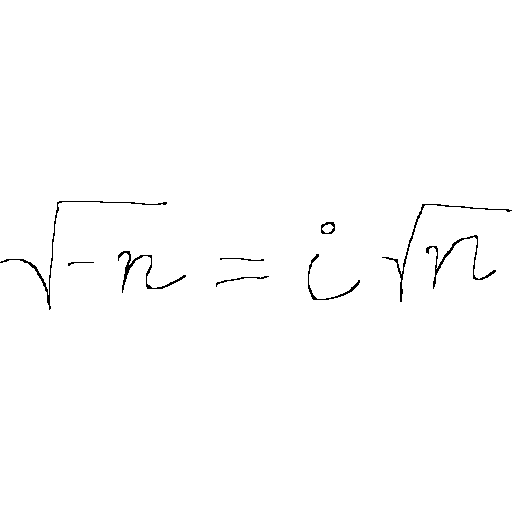 √-n = i √n